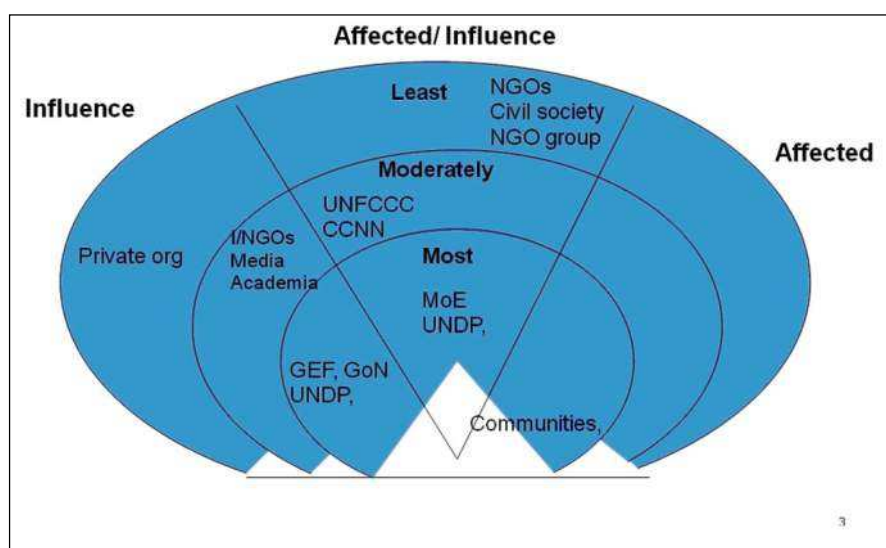 Affected/ Influence
Influence
Least
NGOs
Civil society
NGO group
Affected
Moderately
UNFCCC
CCNN
I/NGOs
Media
Academia
Private org
Most
MoE
UNDP,
GEF, GoN
UNDP,
Communities,
3